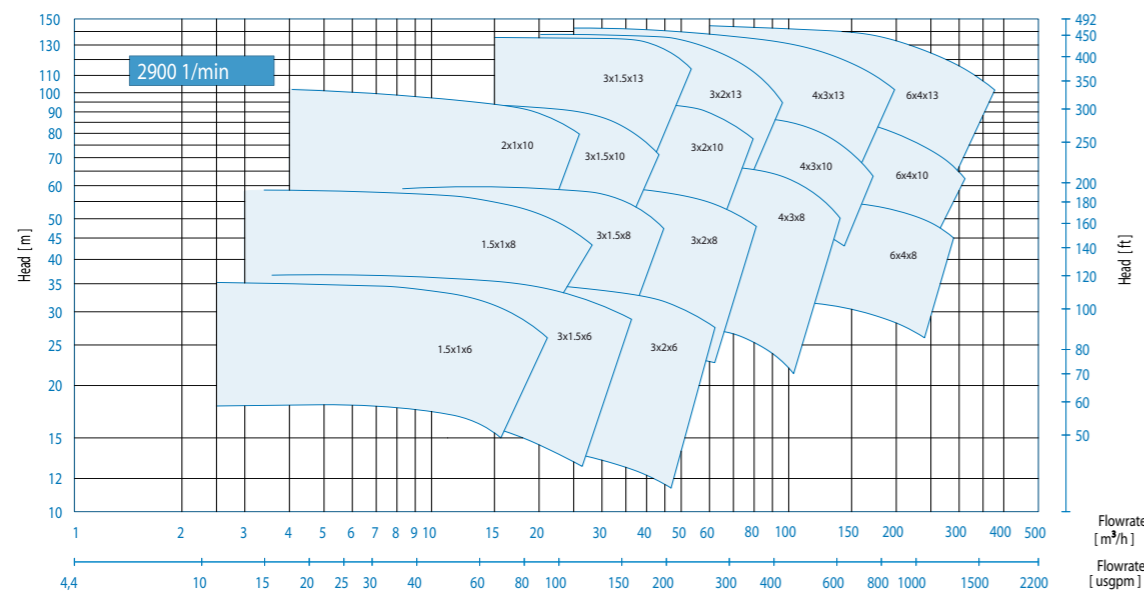 2900 1/min
Head [ m ]
150
130
110
100
90
80
70
60
50
45
40
35
30
25
20
15
12
10
492
450
400
350
300
250
200
180
160
140
120
100
80
70
60
50
Head [ ft ]
3x1.5x13
3x2x13
4x3x13
6x4x13
2x1x10
3x1.5x10
3x2x10
4x3x10
6x4x10
1.5x1x8
3x1.5x8
3x2x8
4x3x8
6x4x8
1.5x1x6
3x1.5x6
3x2x6
1 2 3 4 5 6 7 8 9 10 15 20 30 40 50 60 80 100 150 200 300 400 500
Flowrate
[ m³/h ]
4,4 10 15 20 25 30 40 60 80 100 150 200 300 400 600 800 1000 1500 2200
Flowrate
[ usgpm ]